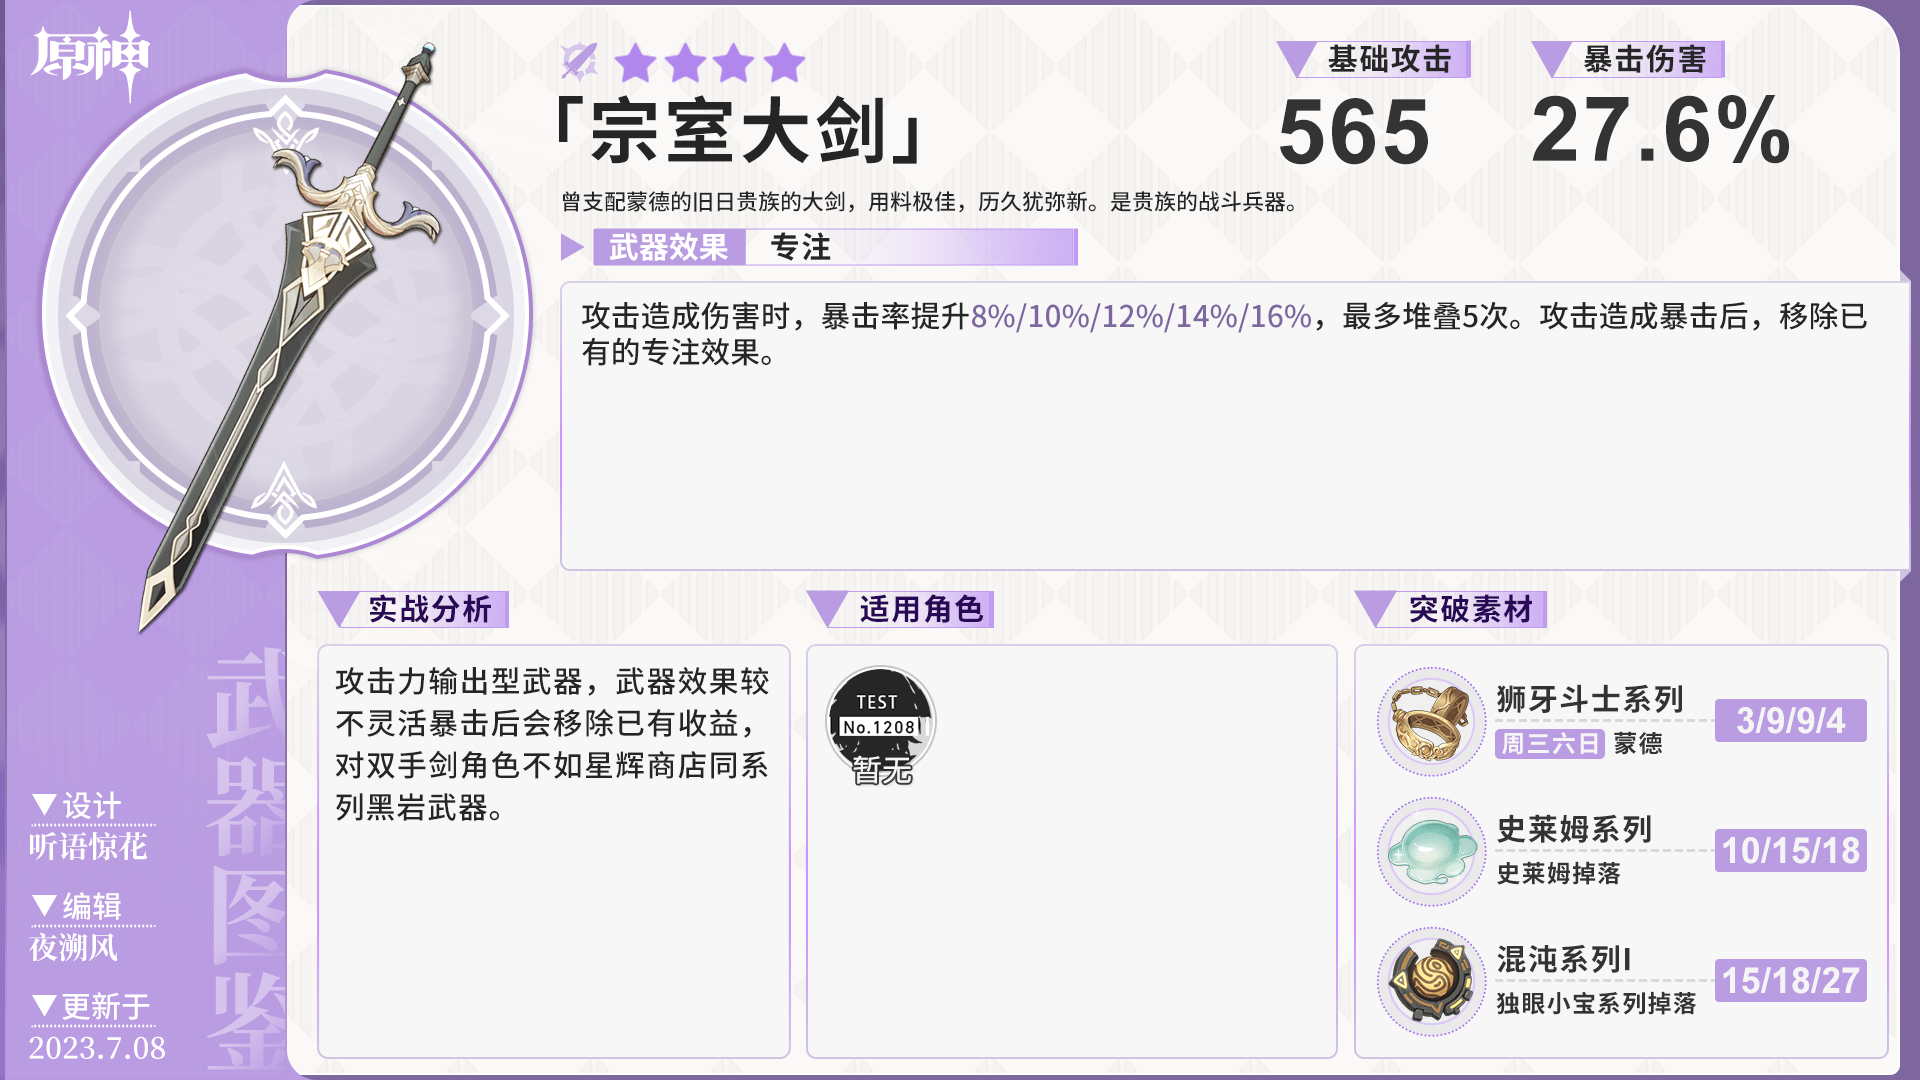 原神
「宗室大剑」
曾支配蒙德的旧日贵族的大剑，用料极佳，历久犹弥新。是贵族的战斗兵器。
基础攻击
565
暴击伤害
27.6%
武器效果 专注
攻击造成伤害时，暴击率提升8%/10%/12%/14%/16%，最多堆叠5次。攻击造成暴击后，移除已
有的专注效果。
武器图鉴
▼设计
听语惊花
▼编辑
夜溯风
▼更新于
2023.7.08
实战分析
攻击力输出型武器，武器效果较
不灵活暴击后会移除已有收益，
对双手剑角色不如星辉商店同系
列黑岩武器。
适用角色
TEST
No.1208
暂无
突破素材
狮牙斗士系列
周三六日 蒙德
3/9/9/4
史莱姆系列
史莱姆掉落
10/15/18
混沌系列I
独眼小宝系列掉落
15/18/27